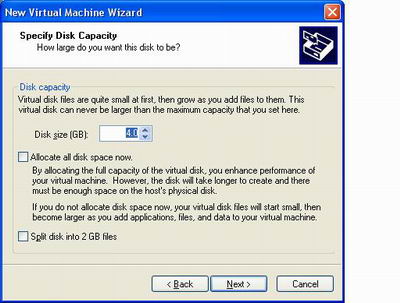 New Virtual Machine Wizard
Specify Disk Capacity
How large do you want this disk to be?
Disk capacity
Virtual disk files are quite small at first, then grow as you add files to them. This
virtual disk can never be larger than the maximum capacity that you set here.
Disk size (GB): 4.0
Allocate all disk space now.
By allocating the full capacity of the virtual disk, you enhance performance of
your virtual machine. However, the disk will take longer to create and there
must be enough space on the host's physical disk.
If you do not allocate disk space now, your virtual disk files will start small, then
become larger as you add applications, files, and data to your virtual machine.
Split disk into 2 GB files
< Back Next > Cancel